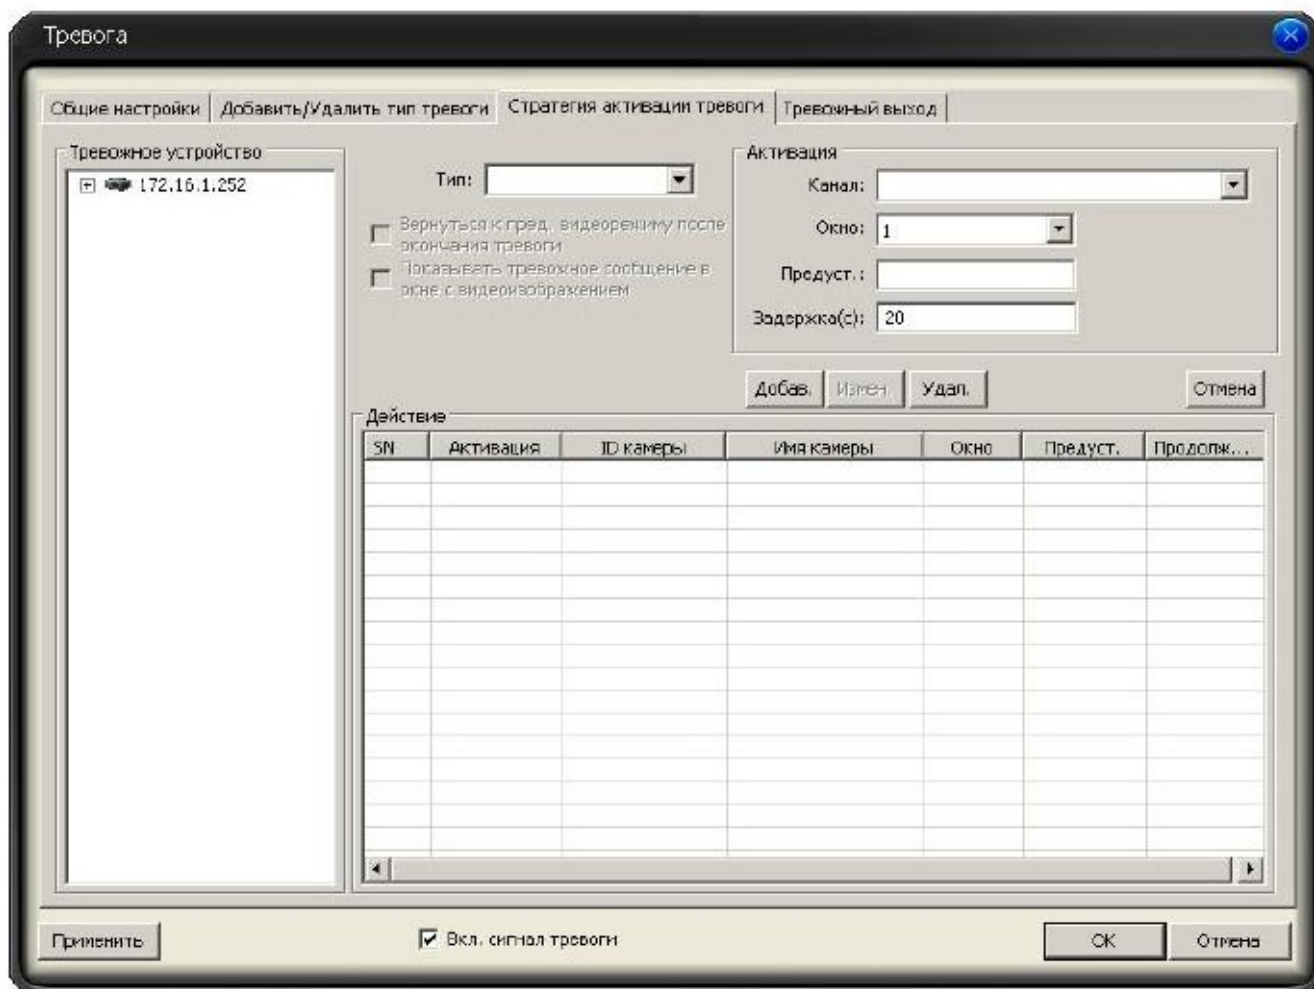 Тревога
Общие настройки Добавить/Удалить тип тревоги Стратегия активации тревоги Тревожный выход
Тревожное устройство
172.16.1.252
Тип:
Вернуться к пред. видеорежиму после
окончания тревоги
Показывать тревожное сообщение в
окне с видеоизображением
Активация
Канал:
Окно: 1
Предуст.:
Задержка(с): 20
Добав. Измен. Удал. Отмена
Действие
SN Активация ID камеры Имя камеры Окно Предуст. Продолж...
Применить Вкл. сигнал тревоги OK Отмена